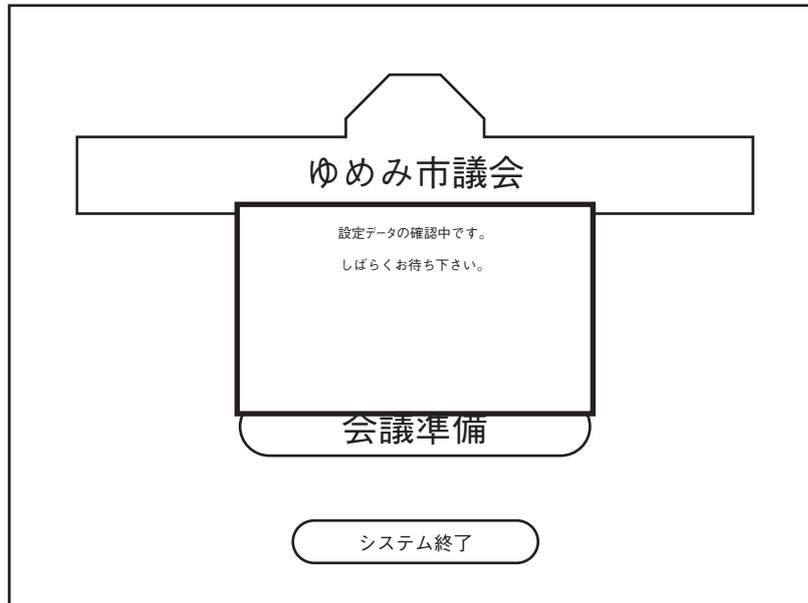 ゆめみ市議会
設定データの確認中です。
しばらくお待ち下さい。
会議準備
システム終了